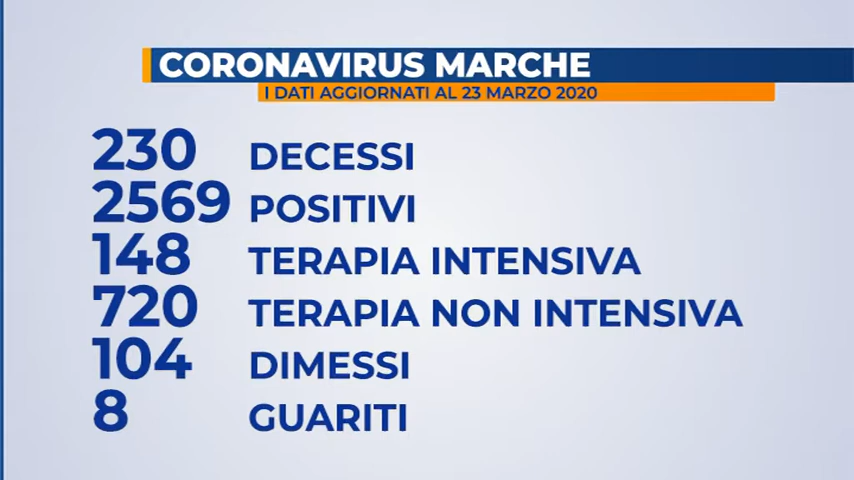 CORONAVIRUS MARCHE
I DATI AGGIORNATI AL 23 MARZO 2020
230 DECESSI
2569 POSITIVI
148 TERAPIA INTENSIVA
720 TERAPIA NON INTENSIVA
104 DIMESSI
8 GUARITI